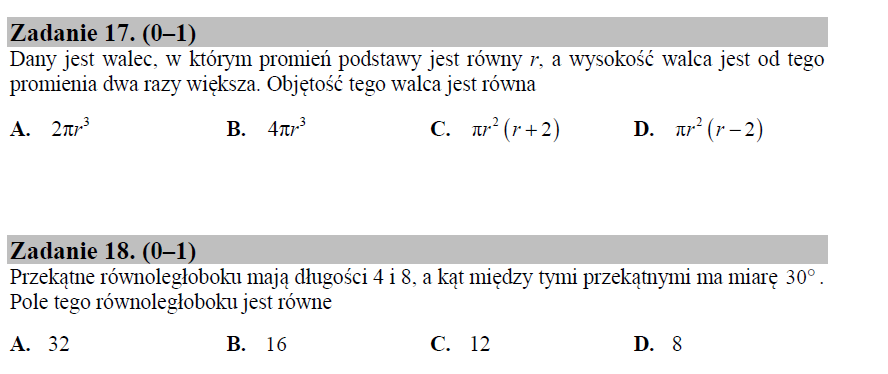 Zadanie 17. (0–1)
Dany jest walec, w którym promień podstawy jest równy r, a wysokość walca jest od tego
promienia dwa razy większa. Objętość tego walca jest równa
A. 2πr³ B. 4πr³ C. πr²(r+2) D. πr²(r−2)
Zadanie 18. (0–1)
Przekątne równoległoboku mają długości 4 i 8, a kąt między tymi przekątnymi ma miarę 30°.
Pole tego równoległoboku jest równe
A. 32 B. 16 C. 12 D. 8